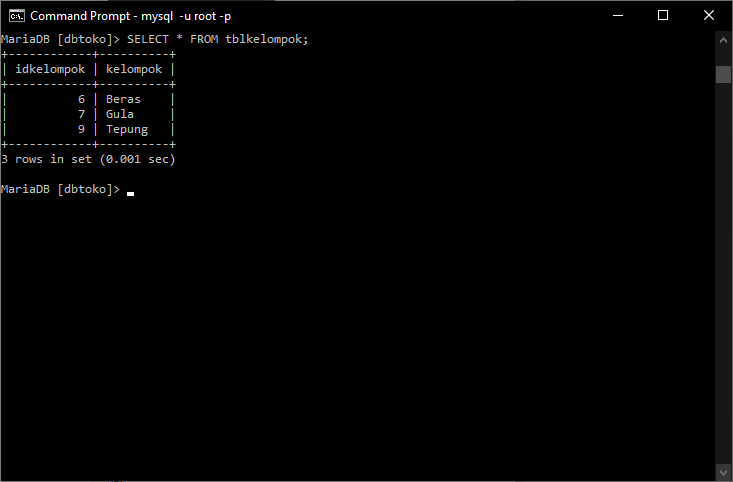 Command Prompt - mysql -u root -p
MariaDB [dbtoko]> SELECT * FROM tblkelompok;
+------------+----------+
| idkelompok | kelompok |
+------------+----------+
|          6 | Beras    |
|          7 | Gula     |
|          9 | Tepung   |
+------------+----------+
3 rows in set (0.001 sec)
MariaDB [dbtoko]>